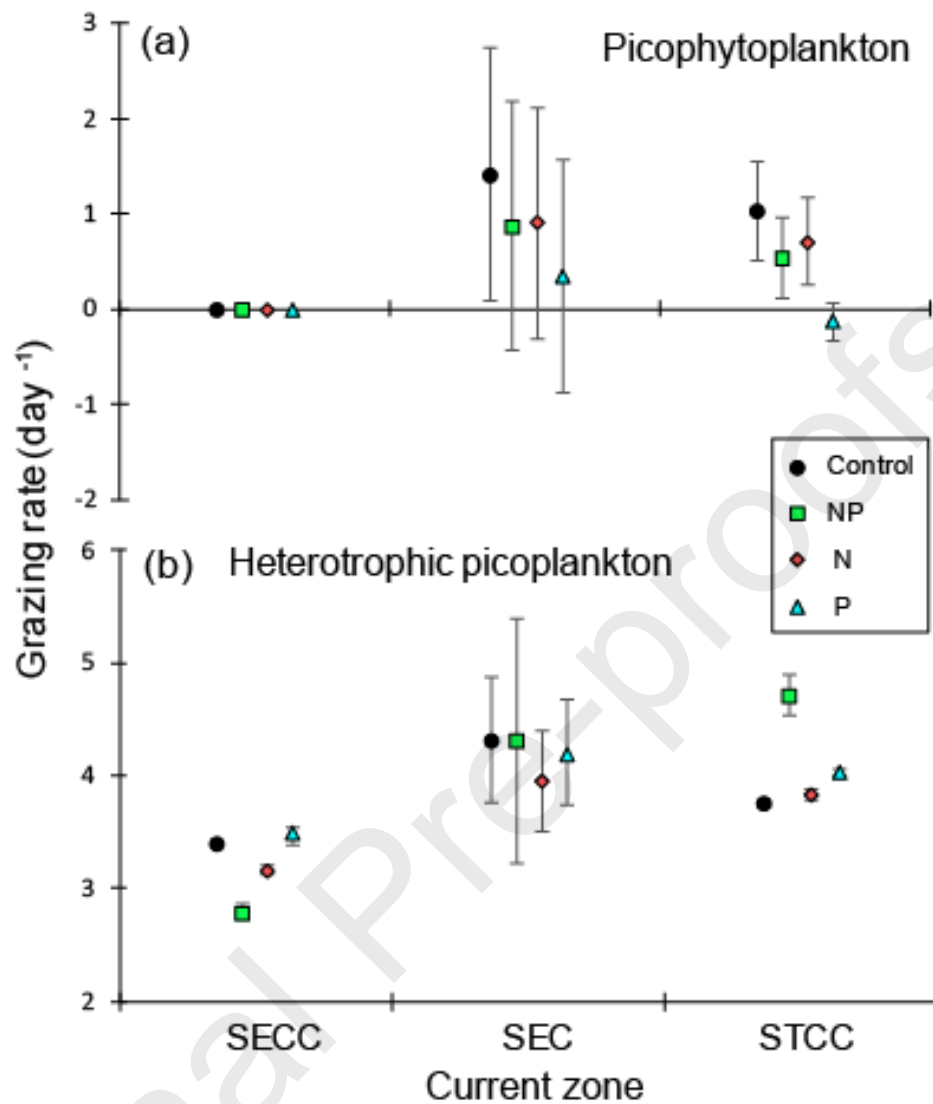 3
(a)
Picophytoplankton
2
1
0
-1
-2
Grazing rate (day -1)
Control
NP
N
P
6
(b) Heterotrophic picoplankton
5
4
3
2
SECC SEC STCC
Current zone
Pre-proofs